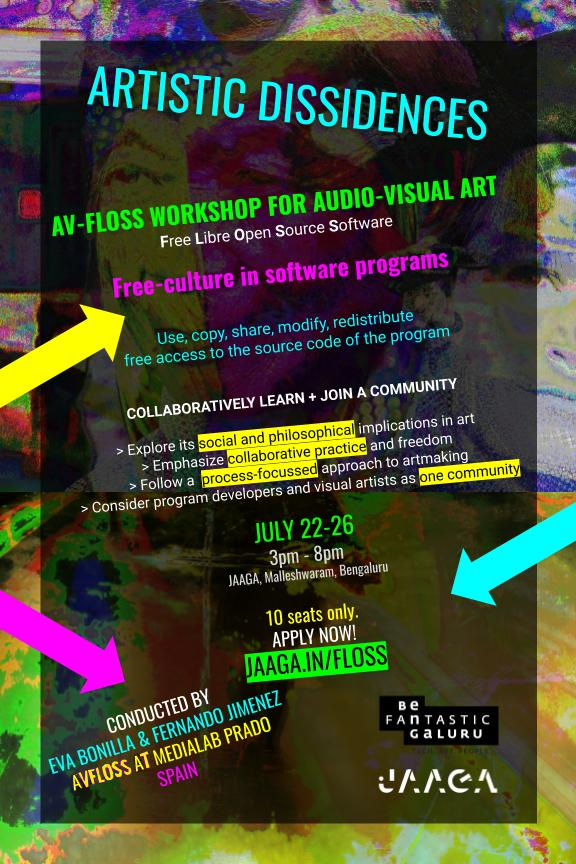 ARTISTIC DISSIDENCES
AV-FLOSS WORKSHOP FOR AUDIO-VISUAL ART
Free Libre Open Source Software
Free-culture in software programs
Use, copy, share, modify, redistribute
free access to the source code of the program
COLLABORATIVELY LEARN + JOIN A COMMUNITY
> Explore its social and philosophical implications in art
> Emphasize collaborative practice and freedom
> Follow a process-focussed approach to artmaking
> Consider program developers and visual artists as one community
JULY 22-26
3pm - 8pm
JAAGA, Malleshwaram, Bengaluru
10 seats only.
APPLY NOW!
JAAGA.IN/FLOSS
CONDUCTED BY
EVA BONILLA & FERNANDO JIMENEZ
AVFLOSS AT MEDIALAB PRADO
SPAIN
Be
FANTASTIC
GALURU
TECH. ART. PEOPLE.
JAAGA